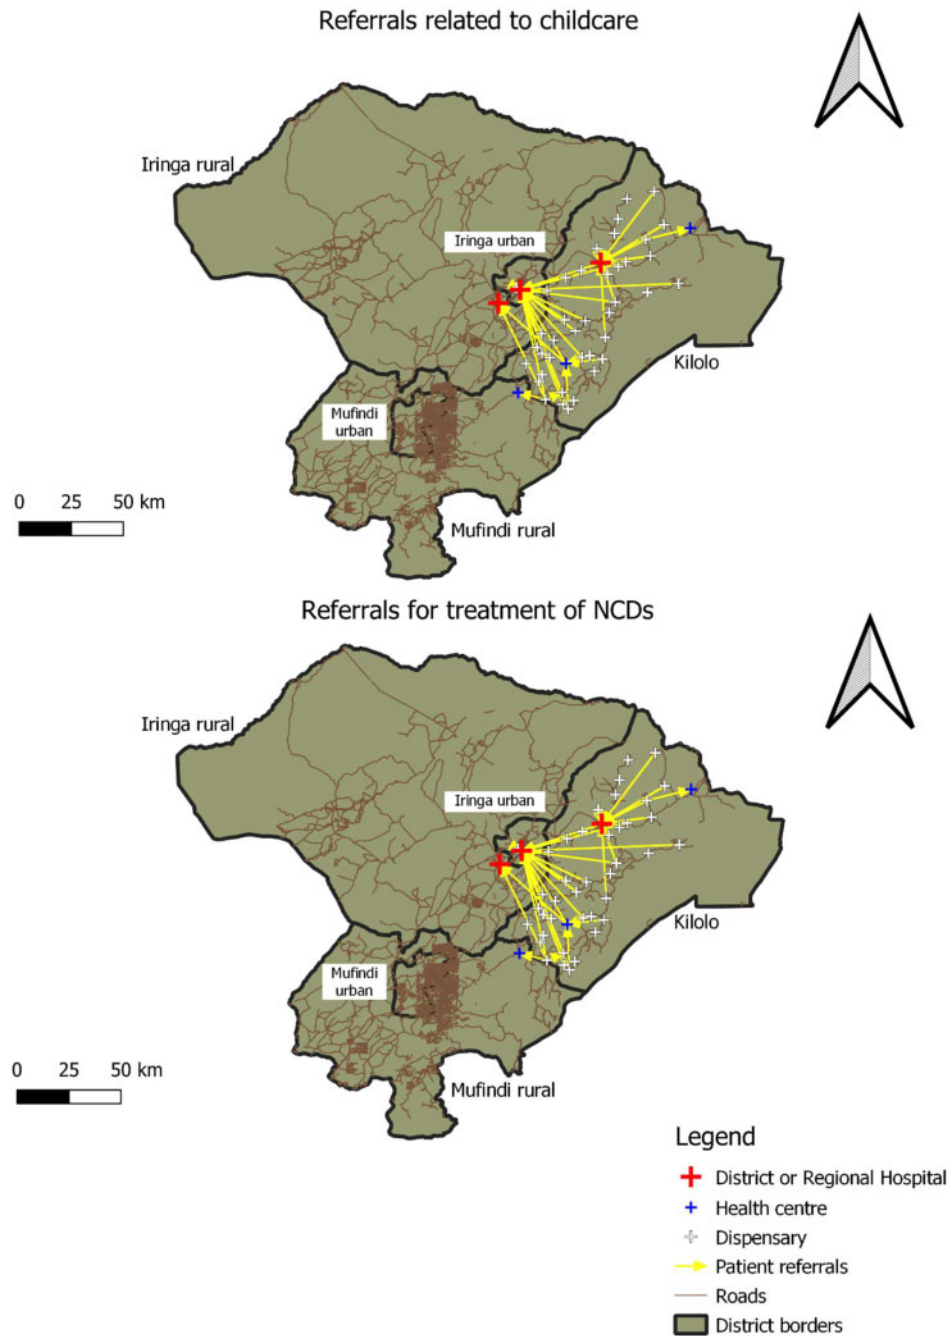 Referrals related to childcare
Iringa rural
Iringa urban
Kilolo
Mufindi
urban
0 25 50 km
Mufindi rural
Referrals for treatment of NCDs
Iringa rural
Iringa urban
Kilolo
Mufindi
urban
0 25 50 km
Mufindi rural
Legend
District or Regional Hospital
Health centre
Dispensary
Patient referrals
Roads
District borders